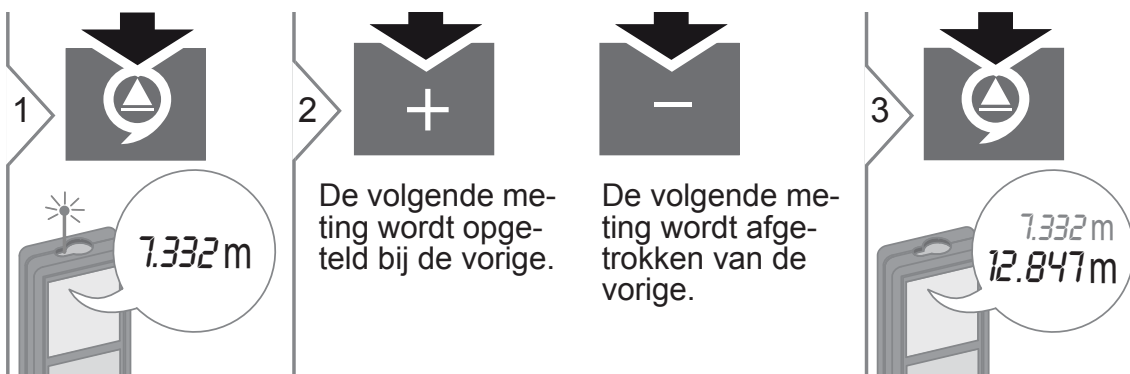 1
7.332 m
2
+
De volgende me-
ting wordt opge-
teld bij de vorige.
−
De volgende me-
ting wordt afge-
trokken van de
vorige.
3
7.332 m
12.847 m